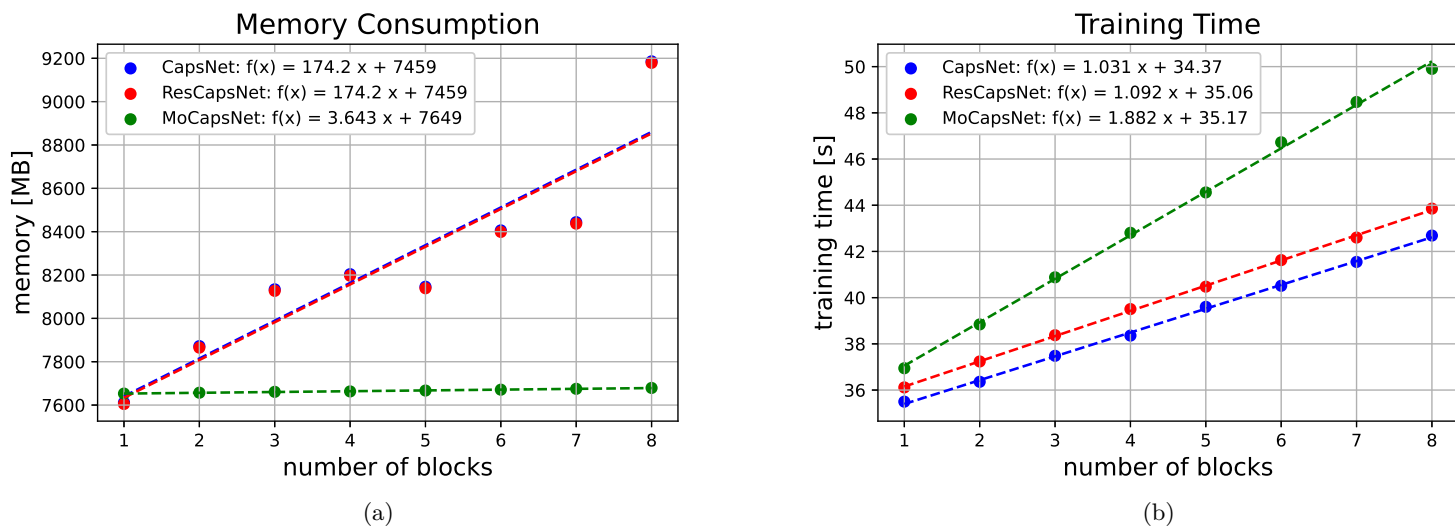 Memory Consumption
CapsNet: f(x) = 174.2 x + 7459
ResCapsNet: f(x) = 174.2 x + 7459
MoCapsNet: f(x) = 3.643 x + 7649
memory [MB]
9200
9000
8800
8600
8400
8200
8000
7800
7600
1 2 3 4 5 6 7 8
number of blocks
(a)
Training Time
CapsNet: f(x) = 1.031 x + 34.37
ResCapsNet: f(x) = 1.092 x + 35.06
MoCapsNet: f(x) = 1.882 x + 35.17
training time [s]
50
48
46
44
42
40
38
36
1 2 3 4 5 6 7 8
number of blocks
(b)